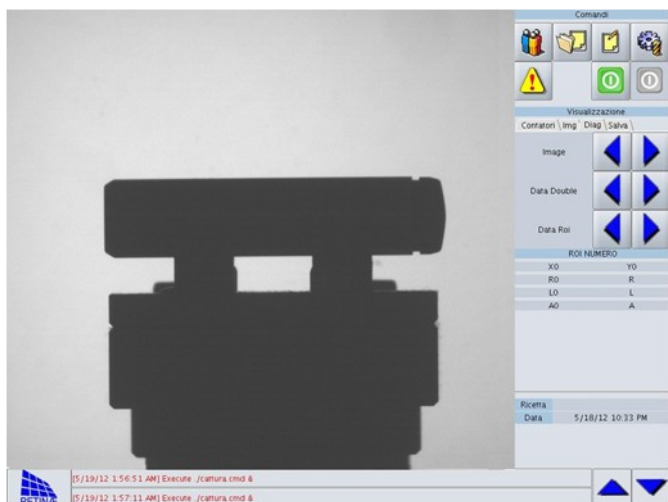 Comandi
Visualizzazione
Contatori \ Img \ Diag \ Salva \
Image
Data Double
Data Roi
ROI NUMERO
X0 Y0
R0 R
L0 L
A0 A
Ricetta
Data 5/18/12 10:33 PM
[5/19/12 1:56:51 AM] Execute ./cattura.cmd &
[5/19/12 1:57:11 AM] Execute ./cattura.cmd &